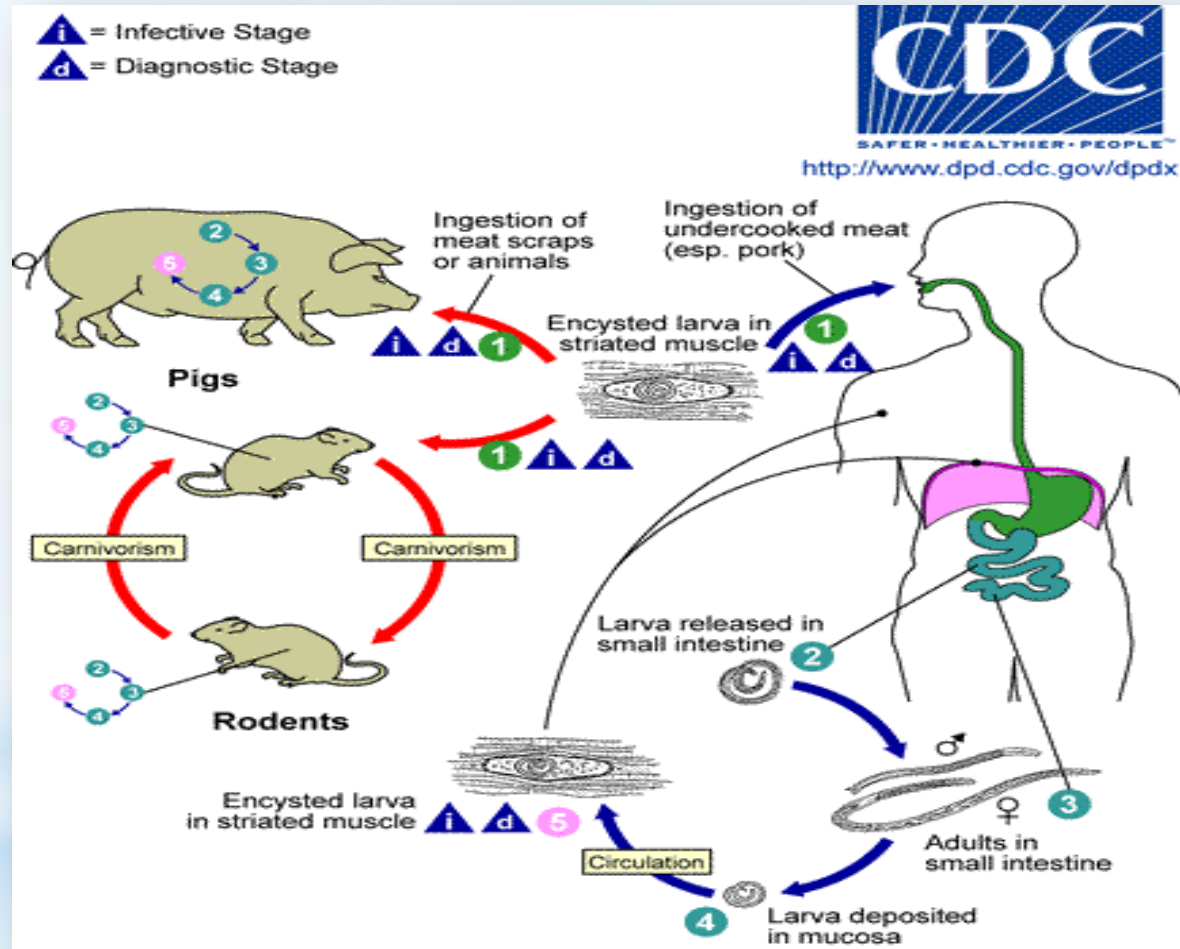 i = Infective Stage
d = Diagnostic Stage
CDC
SAFER•HEALTHIER•PEOPLE™
http://www.dpd.cdc.gov/dpdx
Ingestion of
meat scraps
or animals
Ingestion of
undercooked meat
(esp. pork)
2
3
4
5
i d 1
Encysted larva in
striated muscle
1
i d
Pigs
2
3
4
5
1 i d
Carnivorism
Carnivorism
2
3
4
5
Rodents
Larva released in
small intestine
2
♂
♀
3
Adults in
small intestine
Encysted larva
in striated muscle i d 5
Circulation
4
Larva deposited
in mucosa